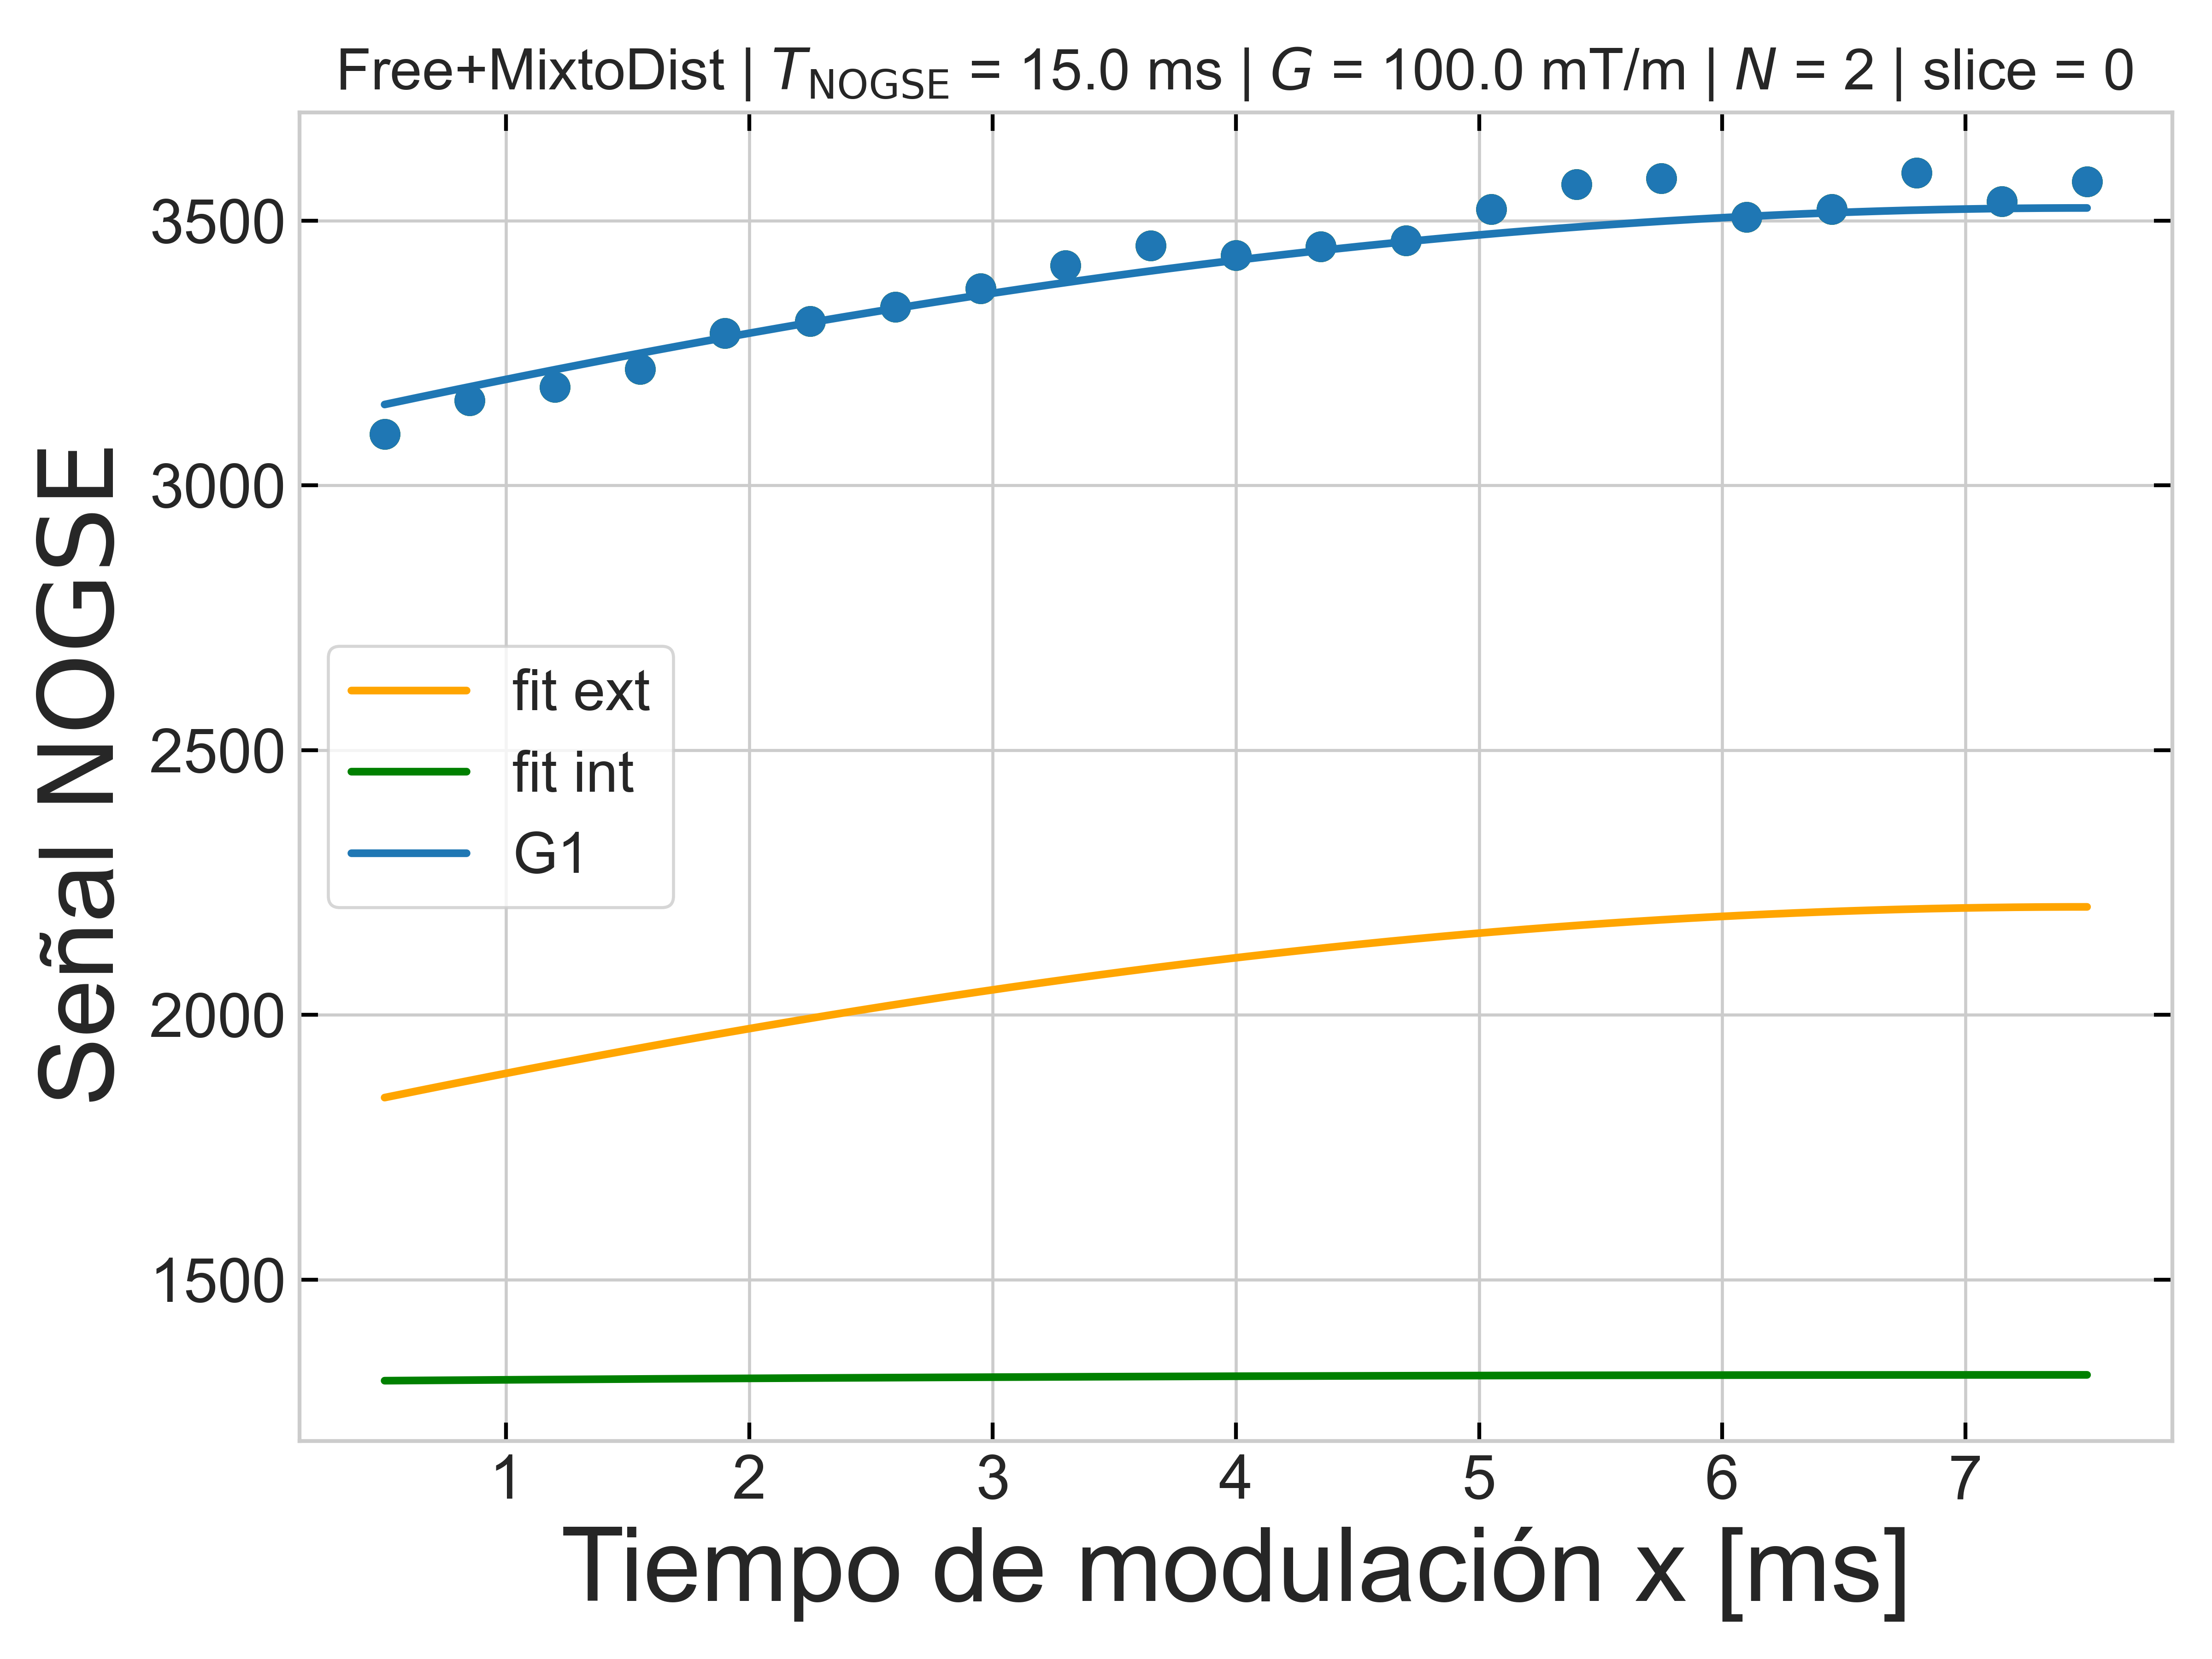 Free+MixtoDist | T_NOGSE = 15.0 ms | G = 100.0 mT/m | N = 2 | slice = 0
Señal NOGSE
3500
3000
2500
2000
1500
fit ext
fit int
G1
1 2 3 4 5 6 7
Tiempo de modulación x [ms]